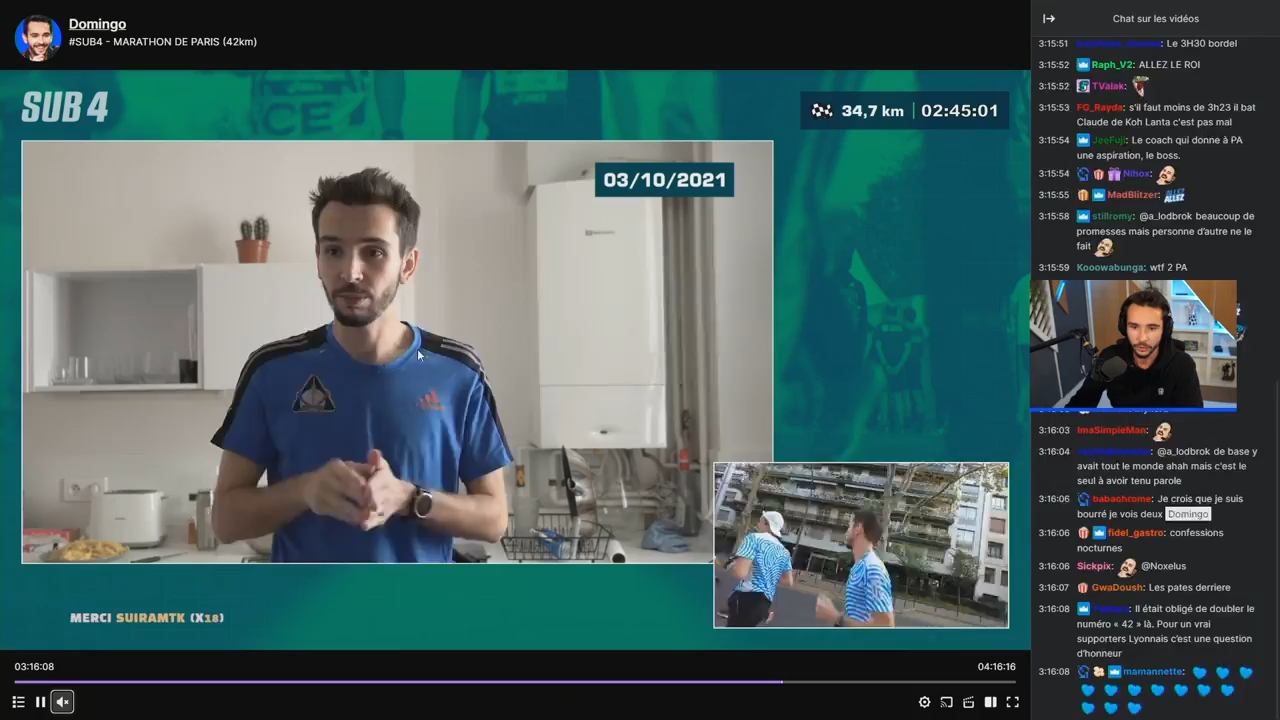 Domingo
#SUB4 - MARATHON DE PARIS (42km)
Chat sur les vidéos
SUB 4
34,7 km | 02:45:01
03/10/2021
MERCI SUIRAMTK (X18)
03:16:08
04:16:16
3:15:51 : Le 3H30 bordel
3:15:52 Raph_V2: ALLEZ LE ROI
3:15:52 TValak:
3:15:53 FG_Rayda: s'il faut moins de 3h23 il bat
Claude de Koh Lanta c'est pas mal
3:15:54 JeeFuji: Le coach qui donne à PA
une aspiration, le boss.
3:15:54 Nihox:
3:15:55 MadBlitzer: ALLEZ ALLEZ
3:15:58 stillromy: @a_lodbrok beaucoup de
promesses mais personne d'autre ne le
fait
3:15:59 Kooowabunga: wtf 2 PA
3:16:03 ImaSimpleMan:
3:16:04 : @a_lodbrok de base y
avait tout le monde ahah mais c'est le
seul à avoir tenu parole
3:16:06 babachrome: Je crois que je suis
bourré je vois deux Domingo
3:16:06 fidel_gastro: confessions
nocturnes
3:16:06 Sickpix: @Noxelus
3:16:07 GwaDoush: Les pates derriere
3:16:08 : Il était obligé de doubler le
numéro « 42 » là. Pour un vrai
supporters Lyonnais c'est une question
d'honneur
3:16:08 mamannette: